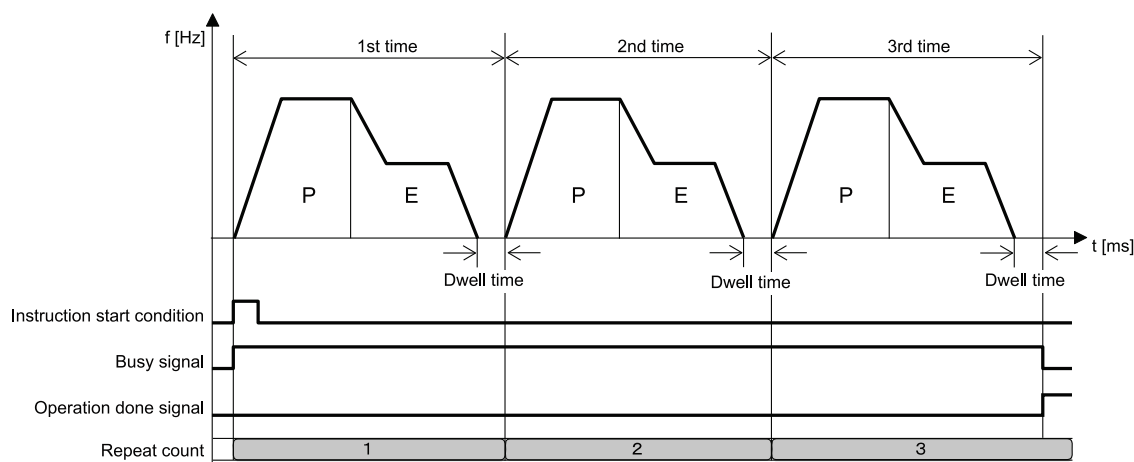 f [Hz]
1st time
2nd time
3rd time
P
E
P
E
P
E
t [ms]
Dwell time
Dwell time
Dwell time
Instruction start condition
Busy signal
Operation done signal
Repeat count
1
2
3